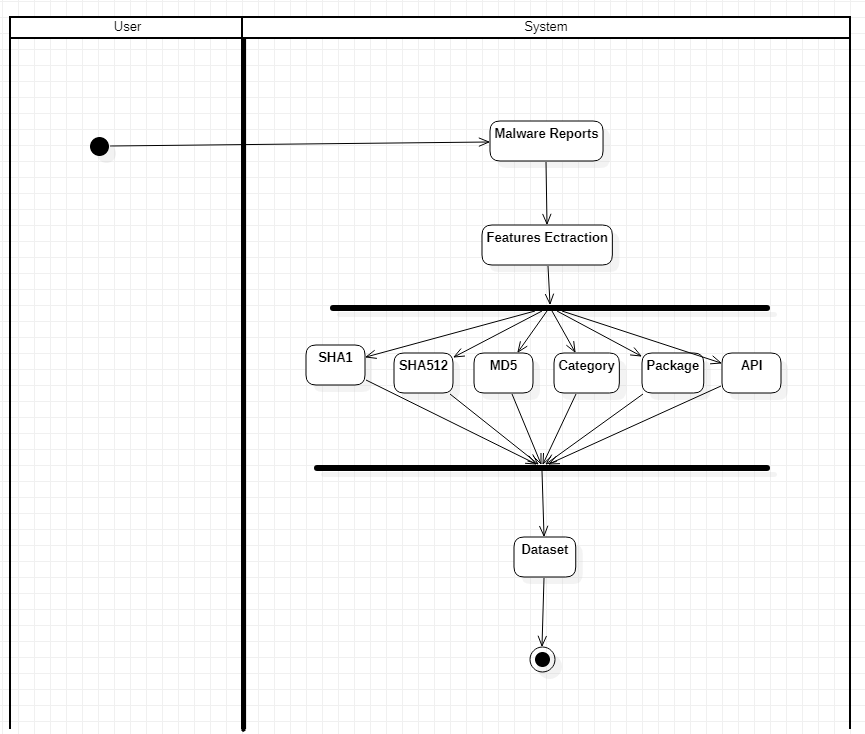 User
System
Malware Reports
Features Ectraction
SHA1
SHA512
MD5
Category
Package
API
Dataset